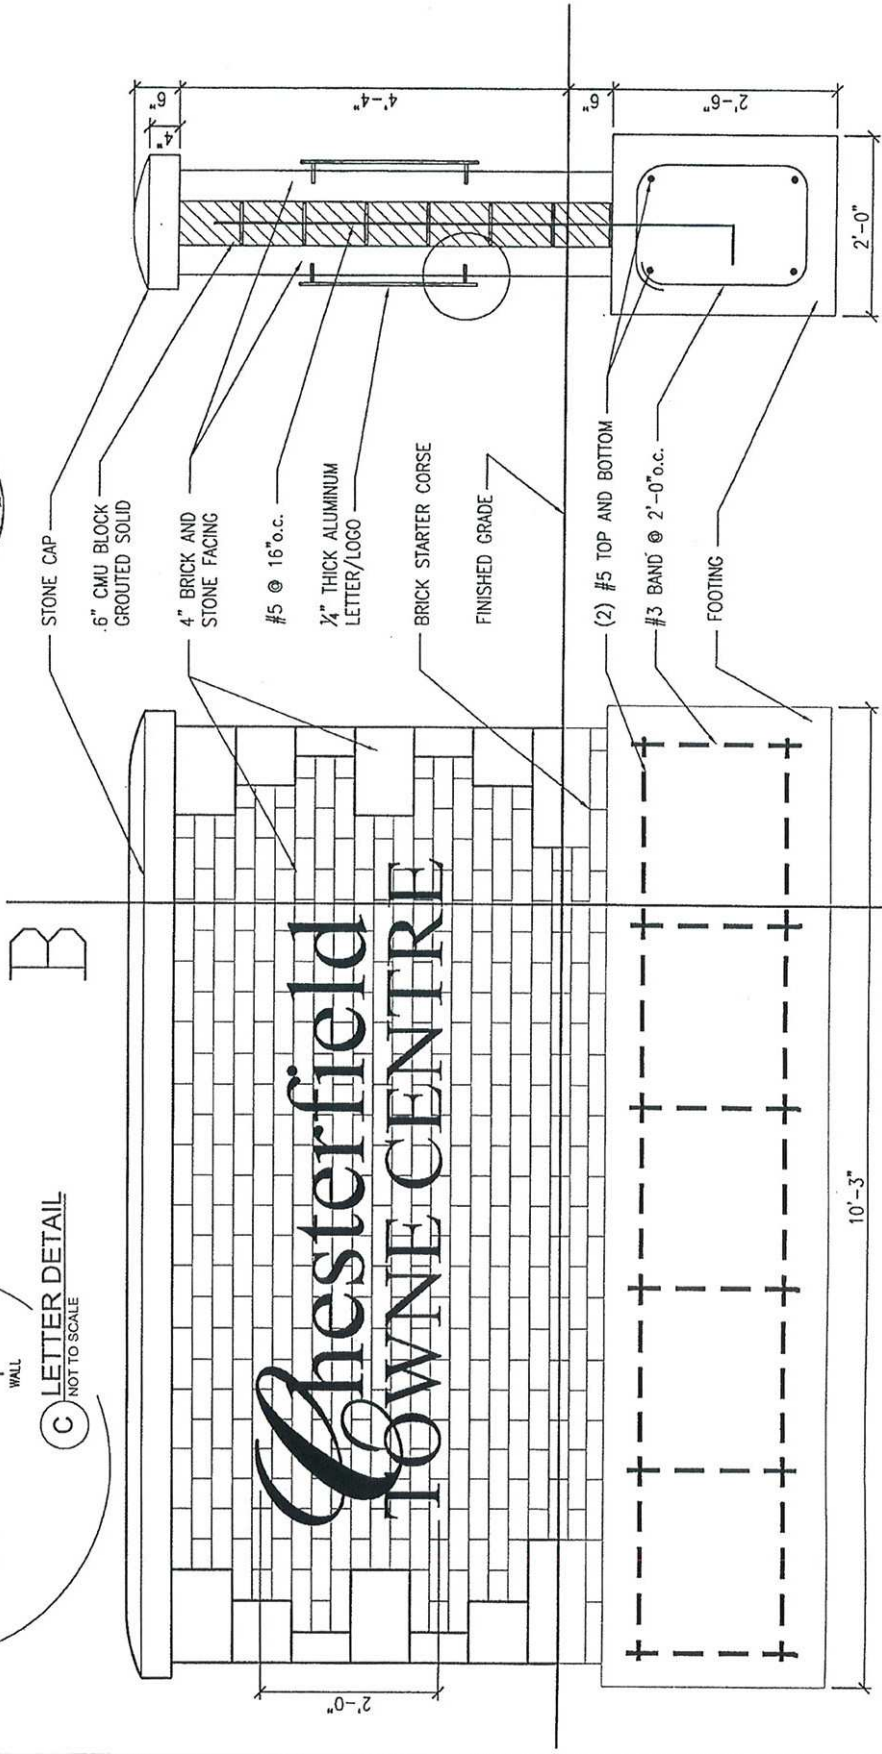 WALL
C
LETTER DETAIL
NOT TO SCALE
B
Chesterfield
TOWNE CENTRE
2'-0"
10'-3"
STONE CAP
.6" CMU BLOCK
GROUTED SOLID
4" BRICK AND
STONE FACING
#5 @ 16"o.c.
¼" THICK ALUMINUM
LETTER/LOGO
BRICK STARTER CORSE
FINISHED GRADE
(2) #5 TOP AND BOTTOM
#3 BAND @ 2'-0"o.c.
FOOTING
6"
4"
4'-4"
6"
2'-6"
2'-0"